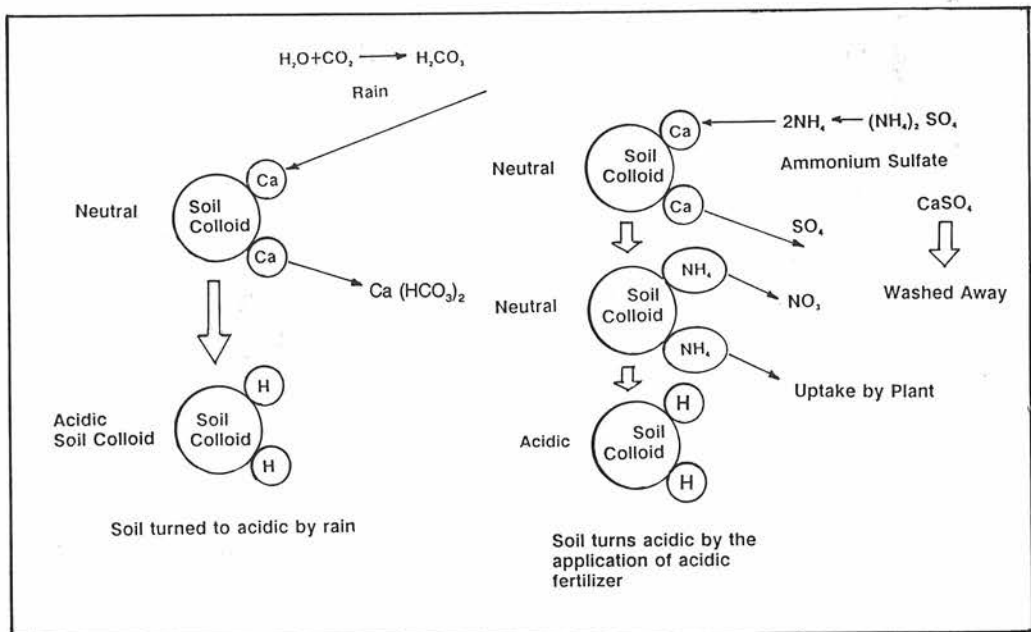 H₂O+CO₂ → H₂CO₃
Rain
Ca
Neutral
Soil
Colloid
Ca
Ca (HCO₃)₂
Acidic
Soil Colloid
H
Soil
Colloid
H
Soil turned to acidic by rain
Ca
2NH₄ ← (NH₄)₂ SO₄
Ammonium Sulfate
Neutral
Soil
Colloid
Ca
SO₄
CaSO₄
Washed Away
Neutral
Soil
Colloid
NH₄
NO₃
NH₄
Uptake by Plant
Acidic
Soil
Colloid
H
H
Soil turns acidic by the
application of acidic
fertilizer